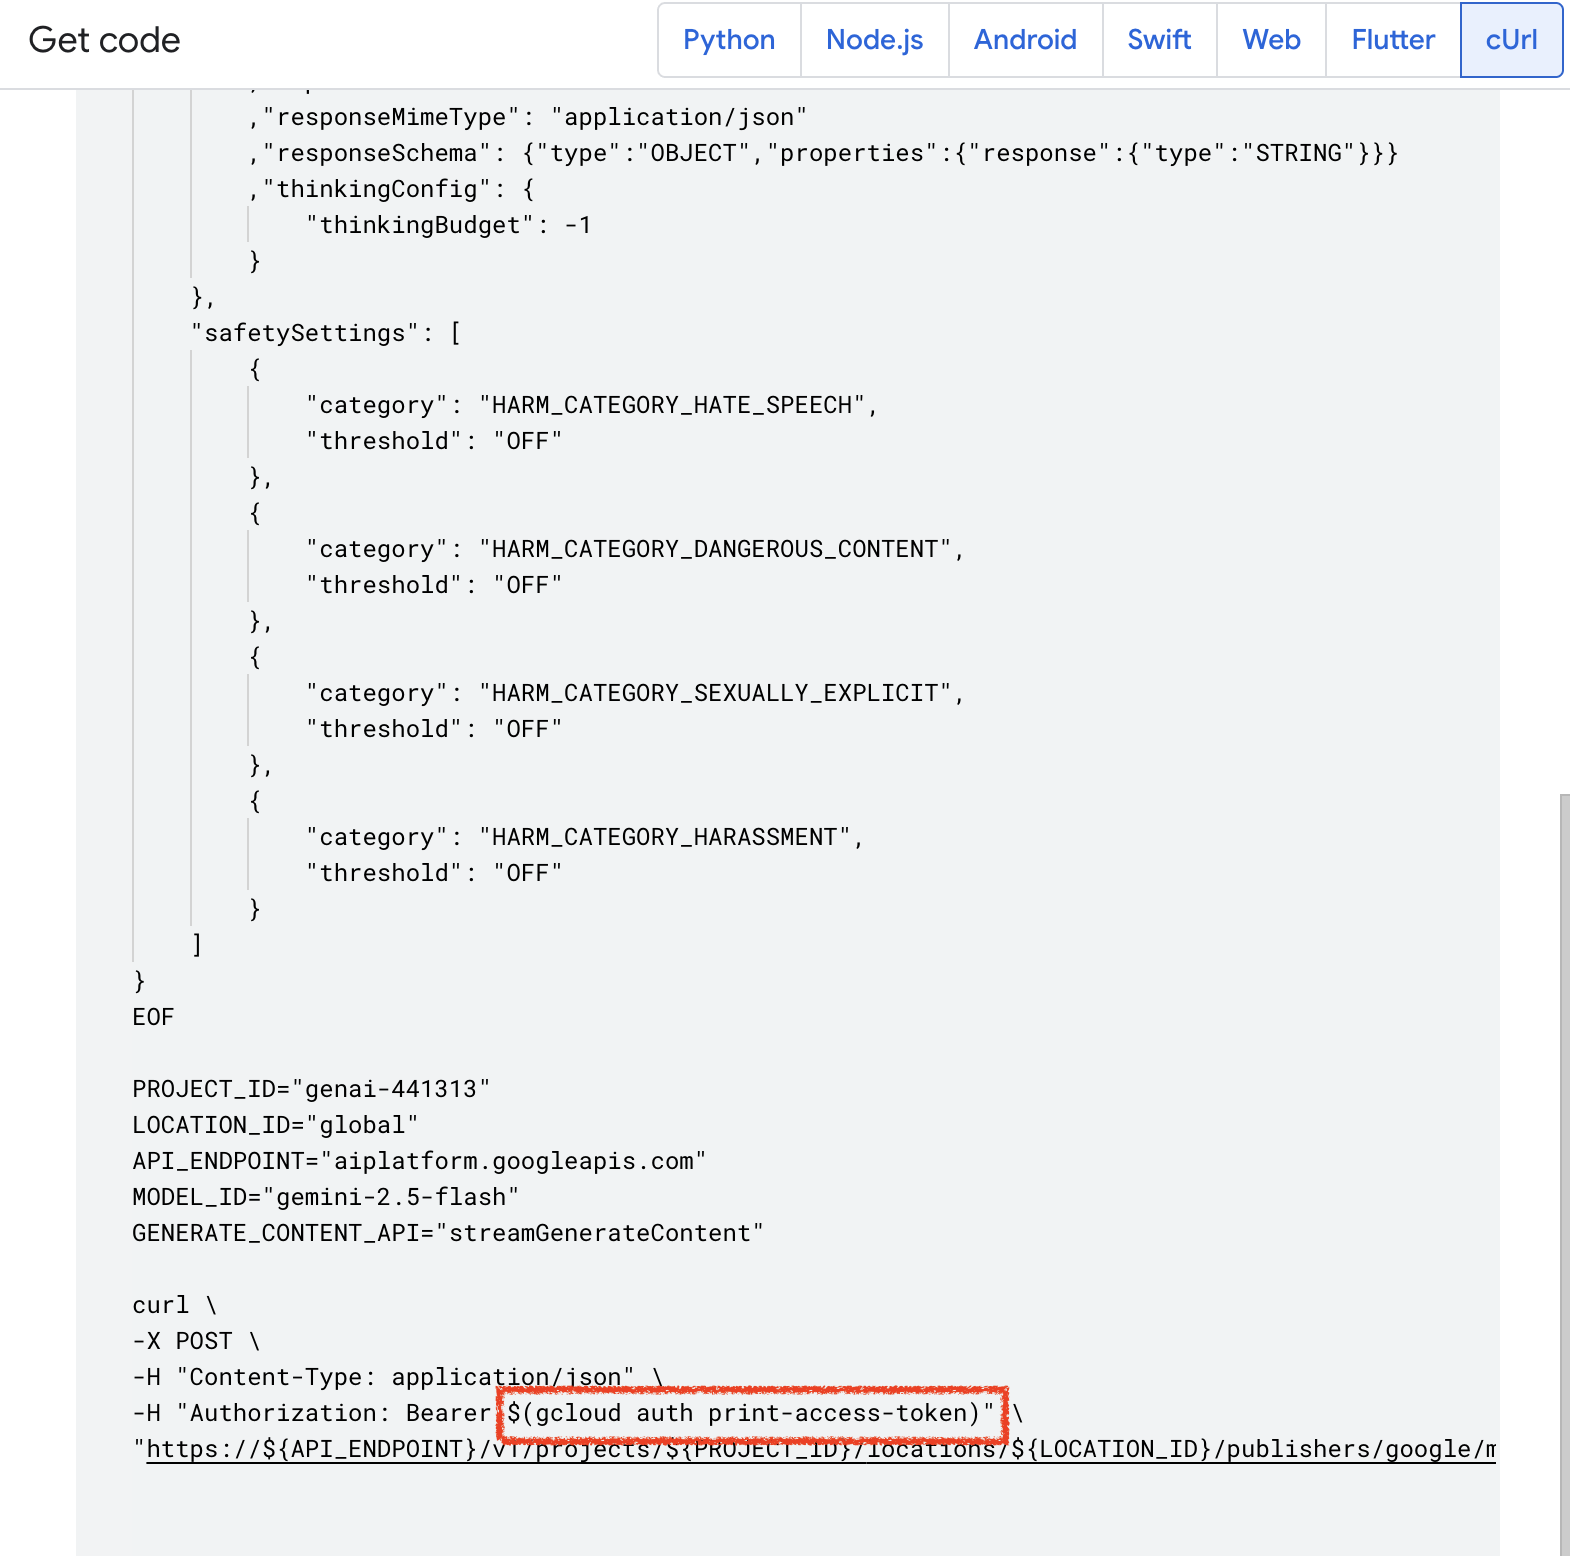 Get code
Python Node.js Android Swift Web Flutter cUrl
,"responseMimeType": "application/json"
,"responseSchema": {"type":"OBJECT","properties":{"response":{"type":"STRING"}}}
,"thinkingConfig": {
"thinkingBudget": -1
}
},
"safetySettings": [
{
"category": "HARM_CATEGORY_HATE_SPEECH",
"threshold": "OFF"
},
{
"category": "HARM_CATEGORY_DANGEROUS_CONTENT",
"threshold": "OFF"
},
{
"category": "HARM_CATEGORY_SEXUALLY_EXPLICIT",
"threshold": "OFF"
},
{
"category": "HARM_CATEGORY_HARASSMENT",
"threshold": "OFF"
}
]
}
EOF
PROJECT_ID="genai-441313"
LOCATION_ID="global"
API_ENDPOINT="aiplatform.googleapis.com"
MODEL_ID="gemini-2.5-flash"
GENERATE_CONTENT_API="streamGenerateContent"
curl \
-X POST \
-H "Content-Type: application/json" \
-H "Authorization: Bearer $(gcloud auth print-access-token)" \
"https://${API_ENDPOINT}/v1/projects/${PROJECT_ID}/locations/${LOCATION_ID}/publishers/google/m